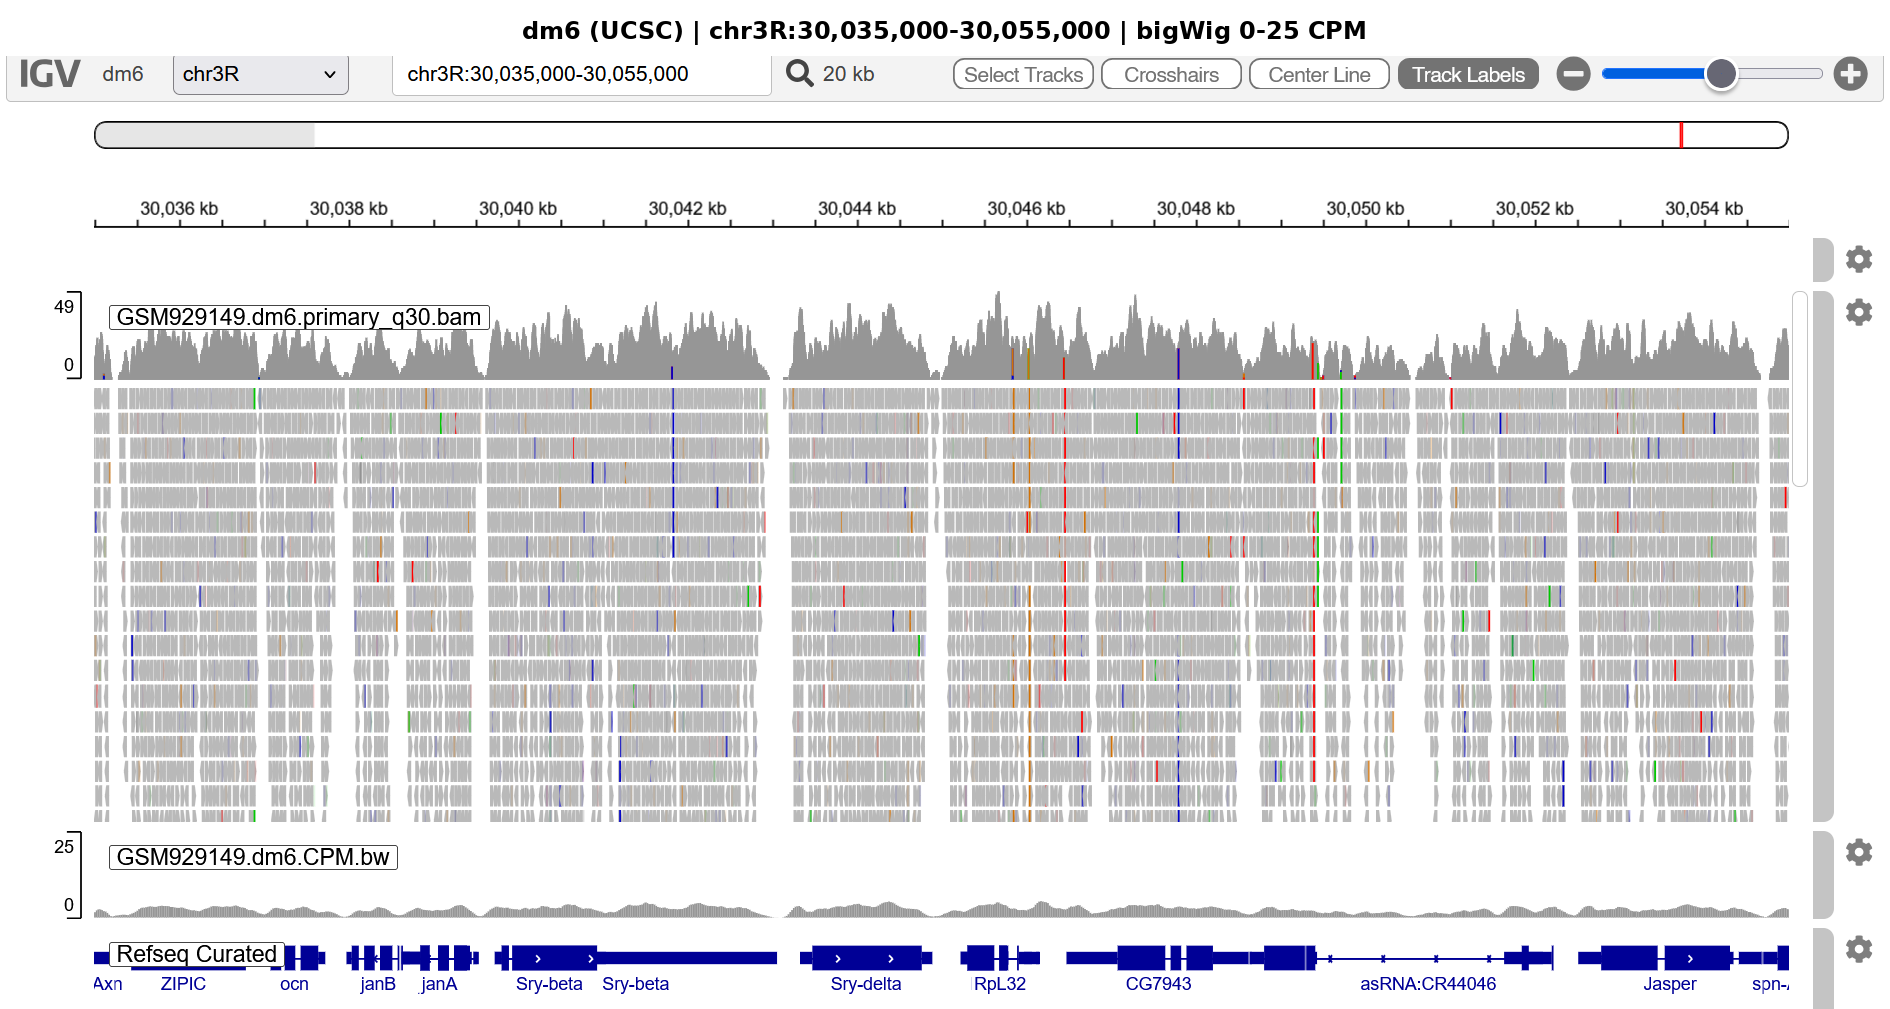 dm6 (UCSC) | chr3R:30,035,000-30,055,000 | bigWig 0-25 CPM
IGV dm6 chr3R chr3R:30,035,000-30,055,000 20 kb Select Tracks Crosshairs Center Line Track Labels
30,036 kb 30,038 kb 30,040 kb 30,042 kb 30,044 kb 30,046 kb 30,048 kb 30,050 kb 30,052 kb 30,054 kb
49
GSM929149.dm6.primary_q30.bam
0
25
GSM929149.dm6.CPM.bw
0
Refseq Curated
Axn ZIPIC ocn janB janA Sry-beta Sry-beta Sry-delta RpL32 CG7943 asRNA:CR44046 Jasper spn-